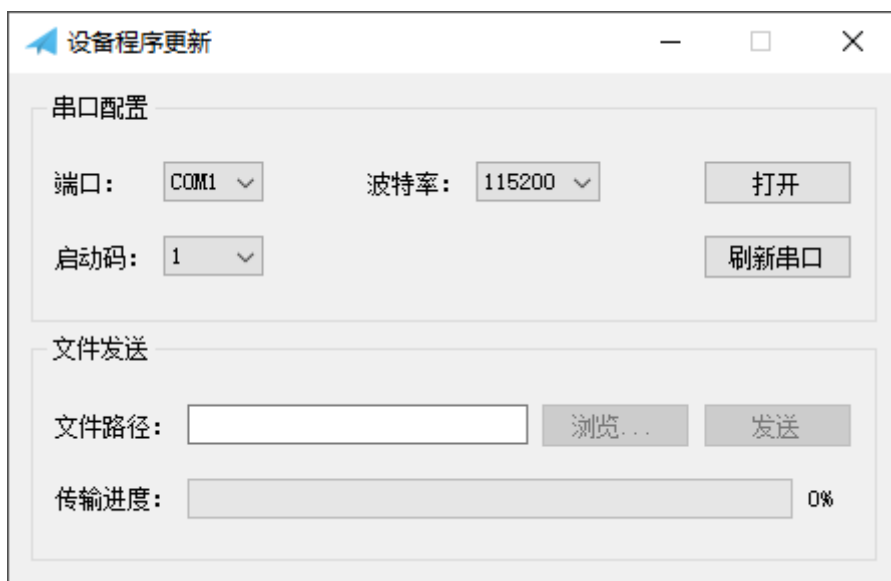 设备程序更新
串口配置
端口： COM1 波特率： 115200 打开
启动码： 1 刷新串口
文件发送
文件路径： 浏览... 发送
传输进度： 0%